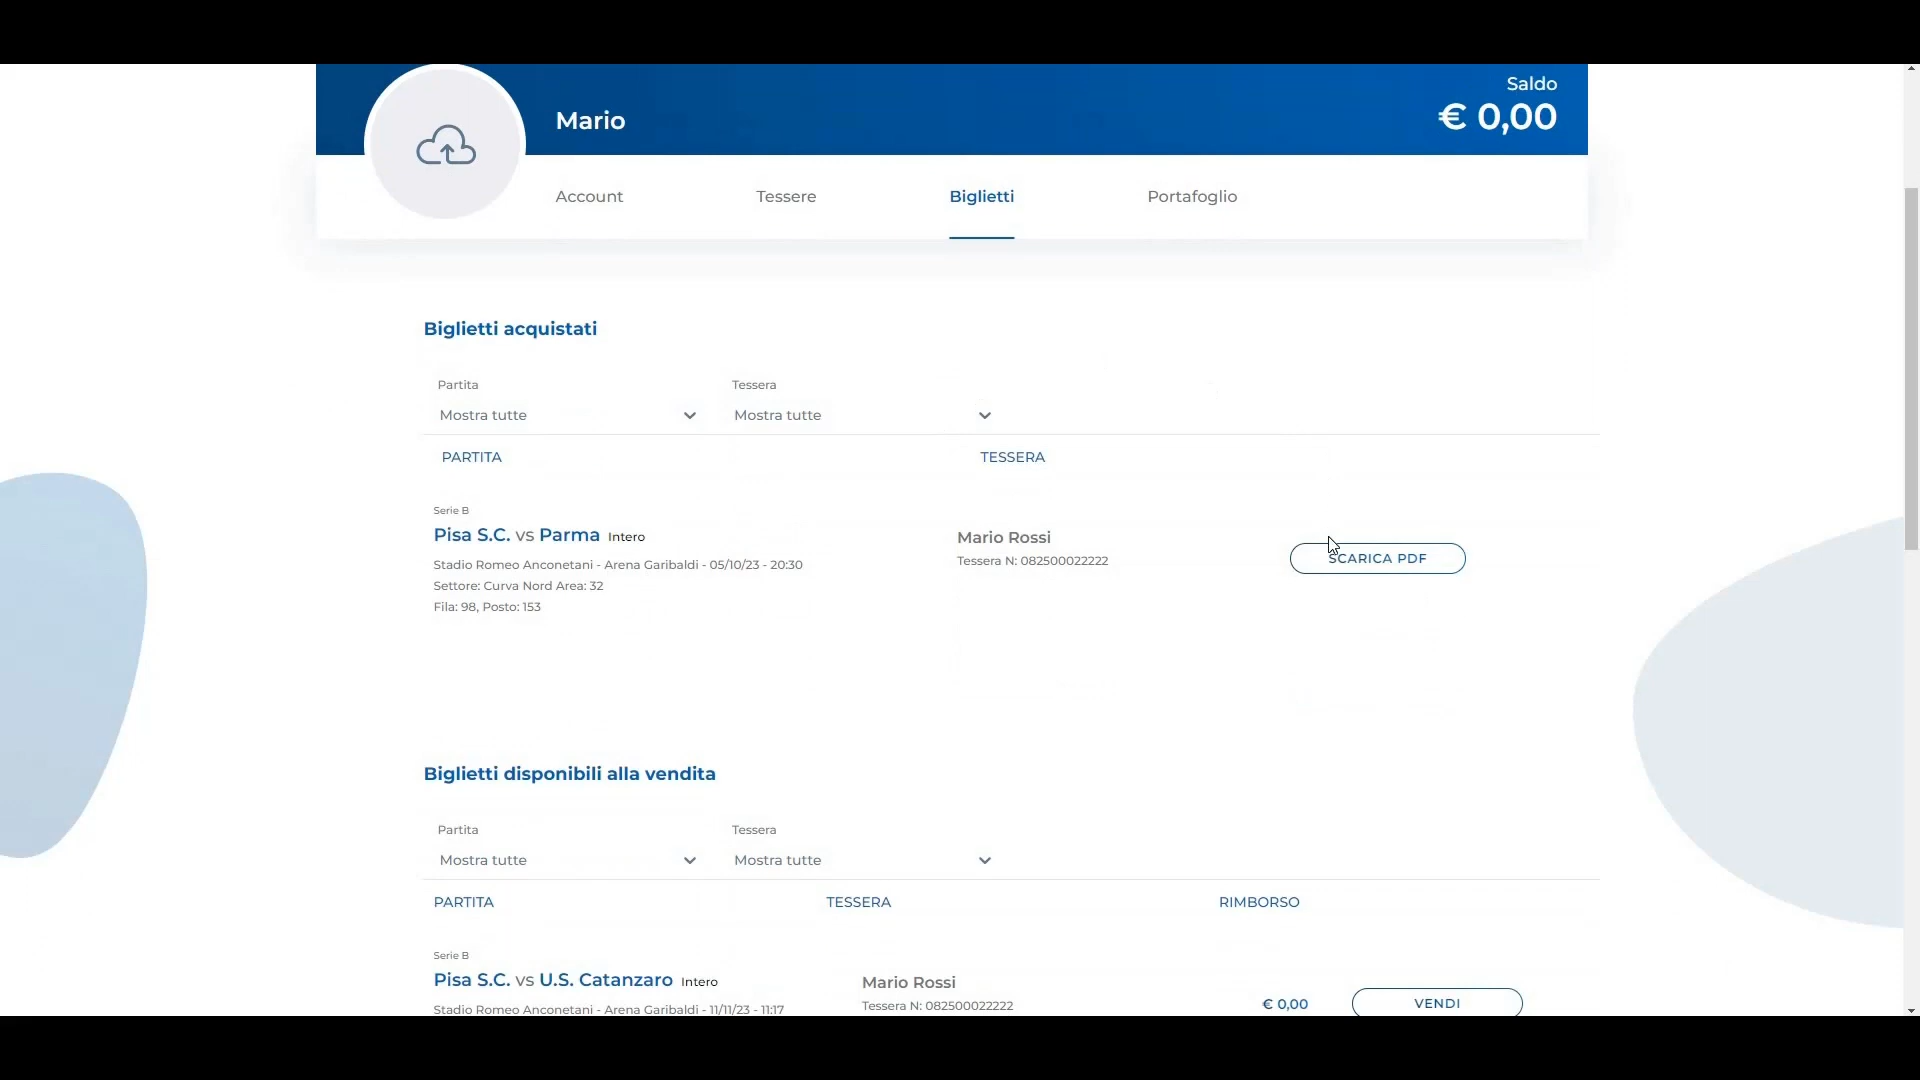 Saldo
Mario
€ 0,00
Account Tessere Biglietti Portafoglio
Biglietti acquistati
Partita Tessera
Mostra tutte Mostra tutte
PARTITA TESSERA
Serie B
Pisa S.C. vs Parma Intero
Mario Rossi
Stadio Romeo Anconetani - Arena Garibaldi - 05/10/23 - 20:30
Tessera N: 082500022222
SCARICA PDF
Settore: Curva Nord Area: 32
Fila: 98, Posto: 153
Biglietti disponibili alla vendita
Partita Tessera
Mostra tutte Mostra tutte
PARTITA TESSERA RIMBORSO
Serie B
Pisa S.C. vs U.S. Catanzaro Intero
Mario Rossi
Stadio Romeo Anconetani - Arena Garibaldi - 11/11/23 - 11:17
Tessera N: 082500022222
€ 0,00 VENDI